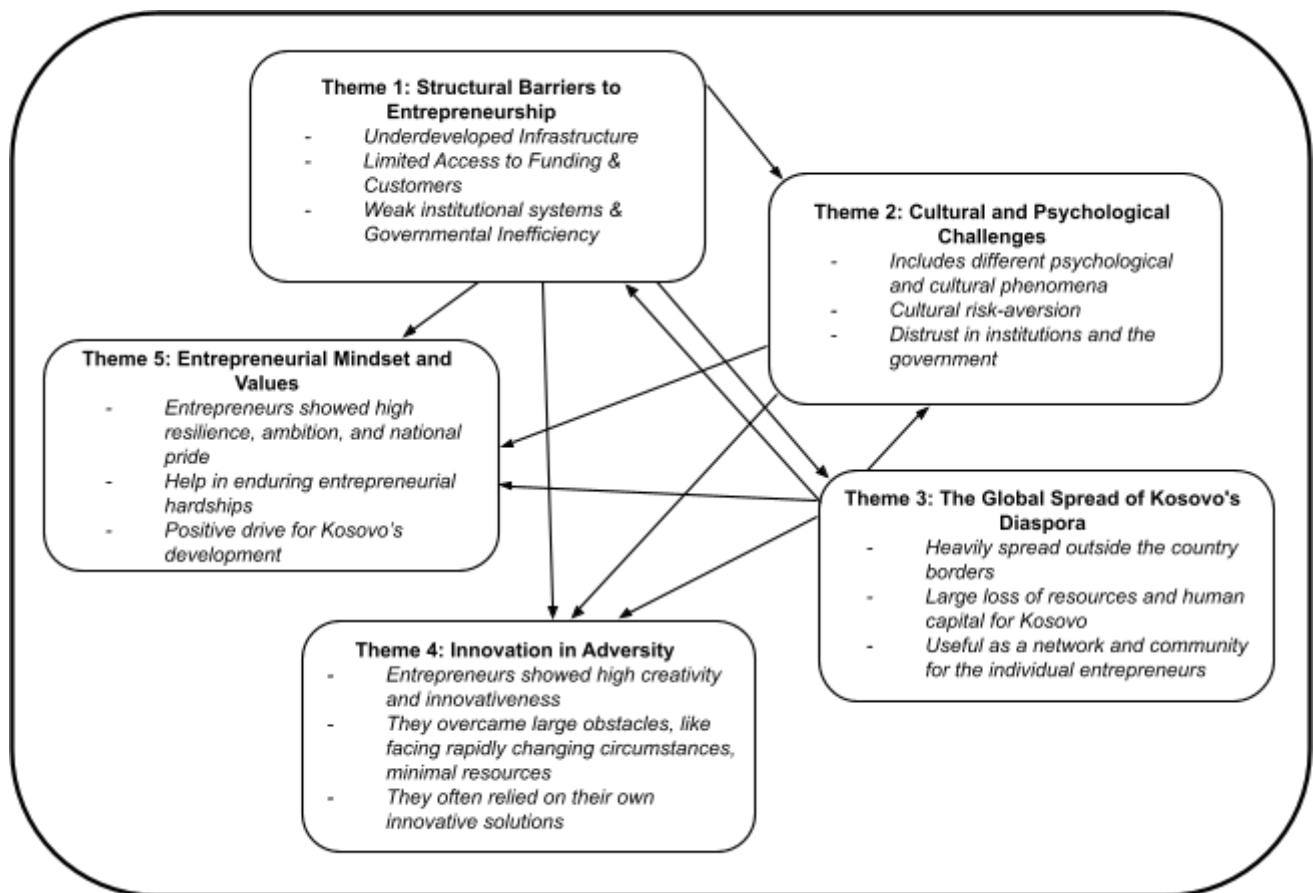 Theme 1: Structural Barriers to
Entrepreneurship
- Underdeveloped Infrastructure
- Limited Access to Funding &
Customers
- Weak institutional systems &
Governmental Inefficiency
Theme 2: Cultural and Psychological
Challenges
- Includes different psychological
and cultural phenomena
- Cultural risk-aversion
- Distrust in institutions and the
government
Theme 5: Entrepreneurial Mindset and
Values
- Entrepreneurs showed high
resilience, ambition, and national
pride
- Help in enduring entrepreneurial
hardships
- Positive drive for Kosovo's
development
Theme 3: The Global Spread of Kosovo's
Diaspora
- Heavily spread outside the country
borders
- Large loss of resources and human
capital for Kosovo
- Useful as a network and community
for the individual entrepreneurs
Theme 4: Innovation in Adversity
- Entrepreneurs showed high creativity
and innovativeness
- They overcame large obstacles, like
facing rapidly changing circumstances,
minimal resources
- They often relied on their own
innovative solutions